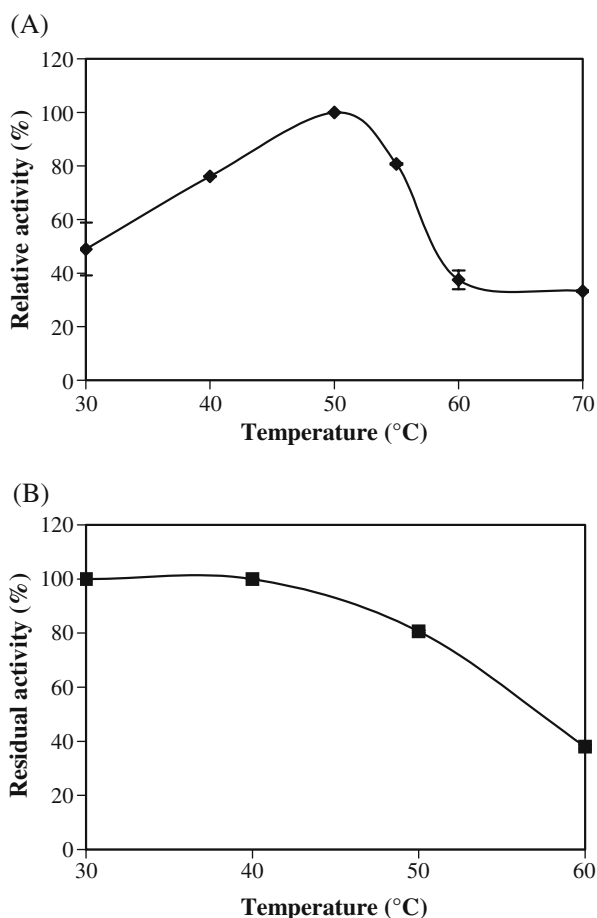 (A)
120
100
80
60
40
20
0
Relative activity (%)
30 40 50 60 70
Temperature (°C)
(B)
120
100
80
60
40
20
0
Residual activity (%)
30 40 50 60
Temperature (°C)